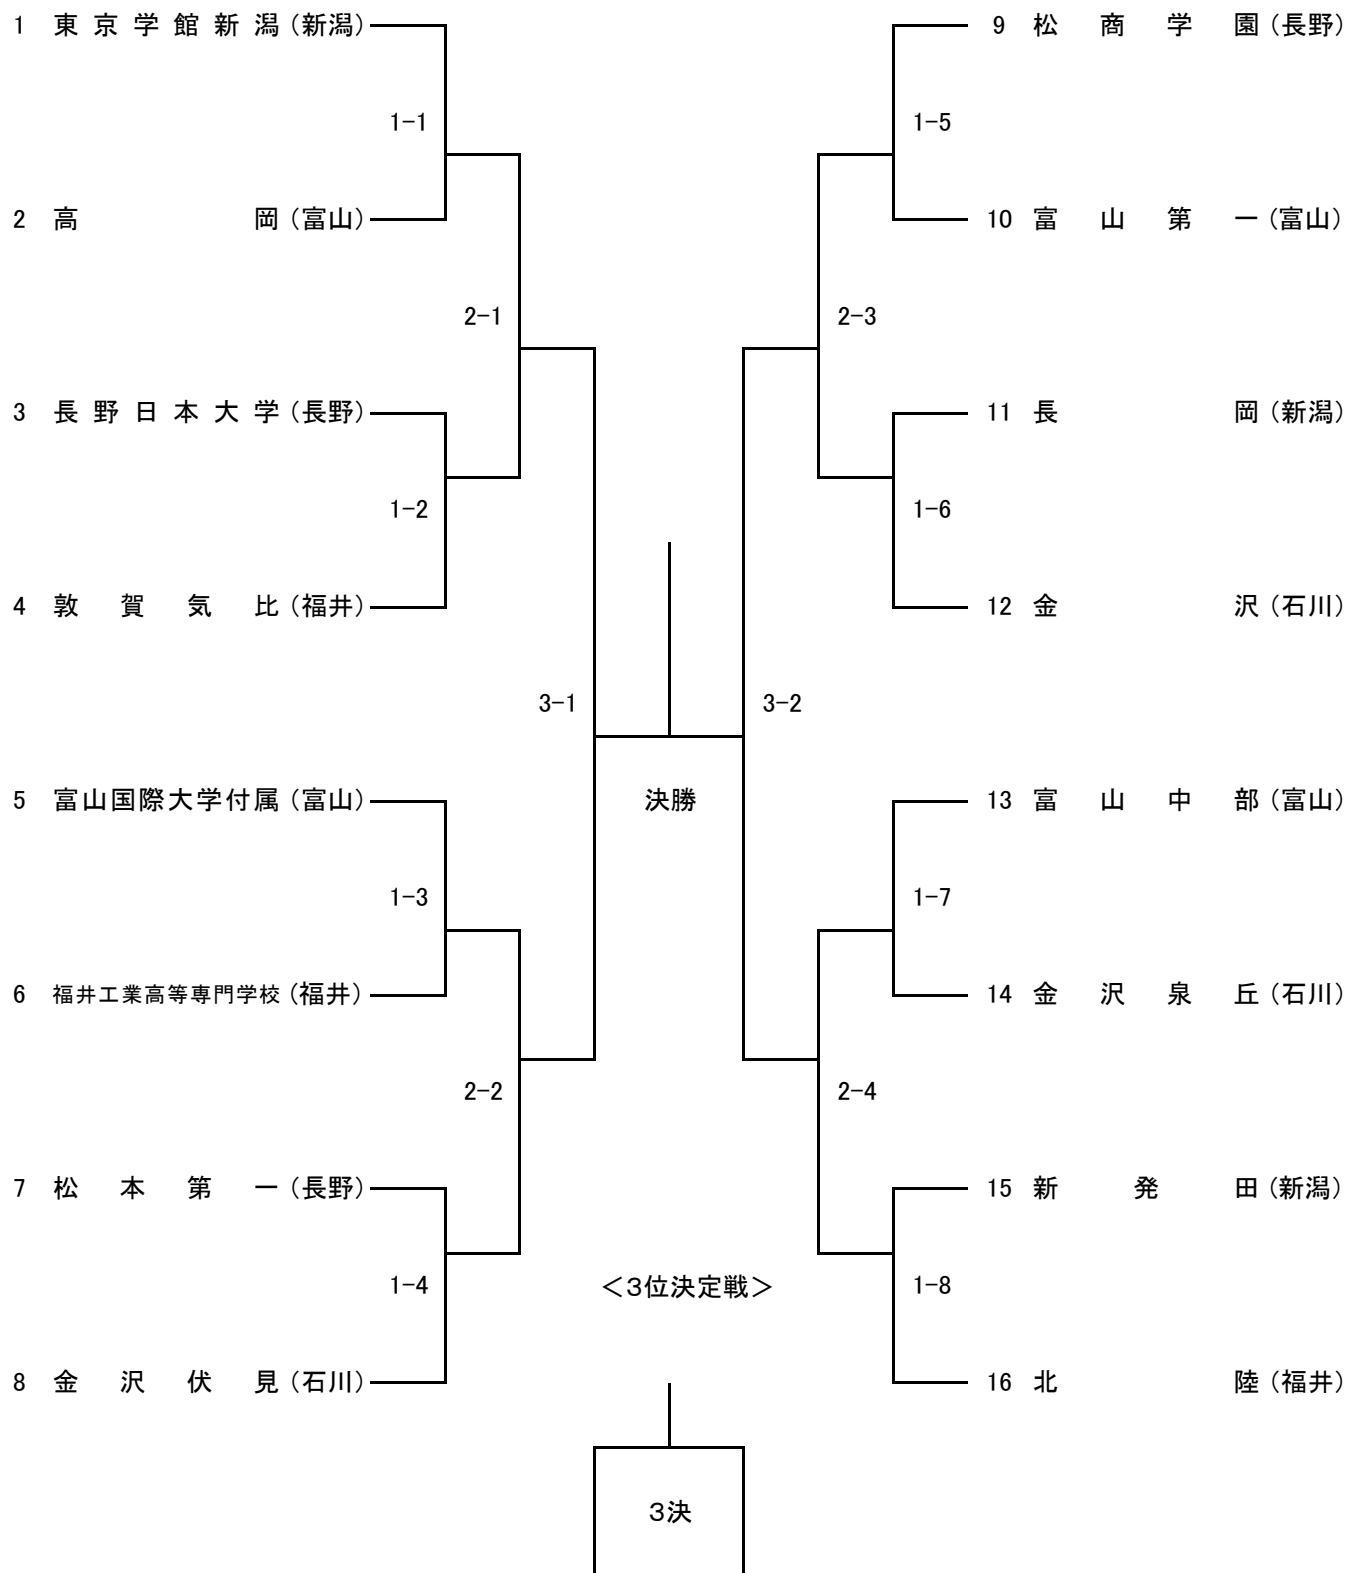 1 東京学館新潟（新潟）
1-1
2 高岡（富山）
2-1
3 長野日本大学（長野）
1-2
4 敦賀気比（福井）
3-1
5 富山国際大学付属（富山）
1-3
6 福井工業高等専門学校（福井）
2-2
7 松本第一（長野）
1-4
8 金沢伏見（石川）
決勝
＜3位決定戦＞
3決
9 松商学園（長野）
1-5
10 富山第一（富山）
2-3
11 長岡（新潟）
1-6
12 金沢（石川）
3-2
13 富山中部（富山）
1-7
14 金沢泉丘（石川）
2-4
15 新発田（新潟）
1-8
16 北陸（福井）